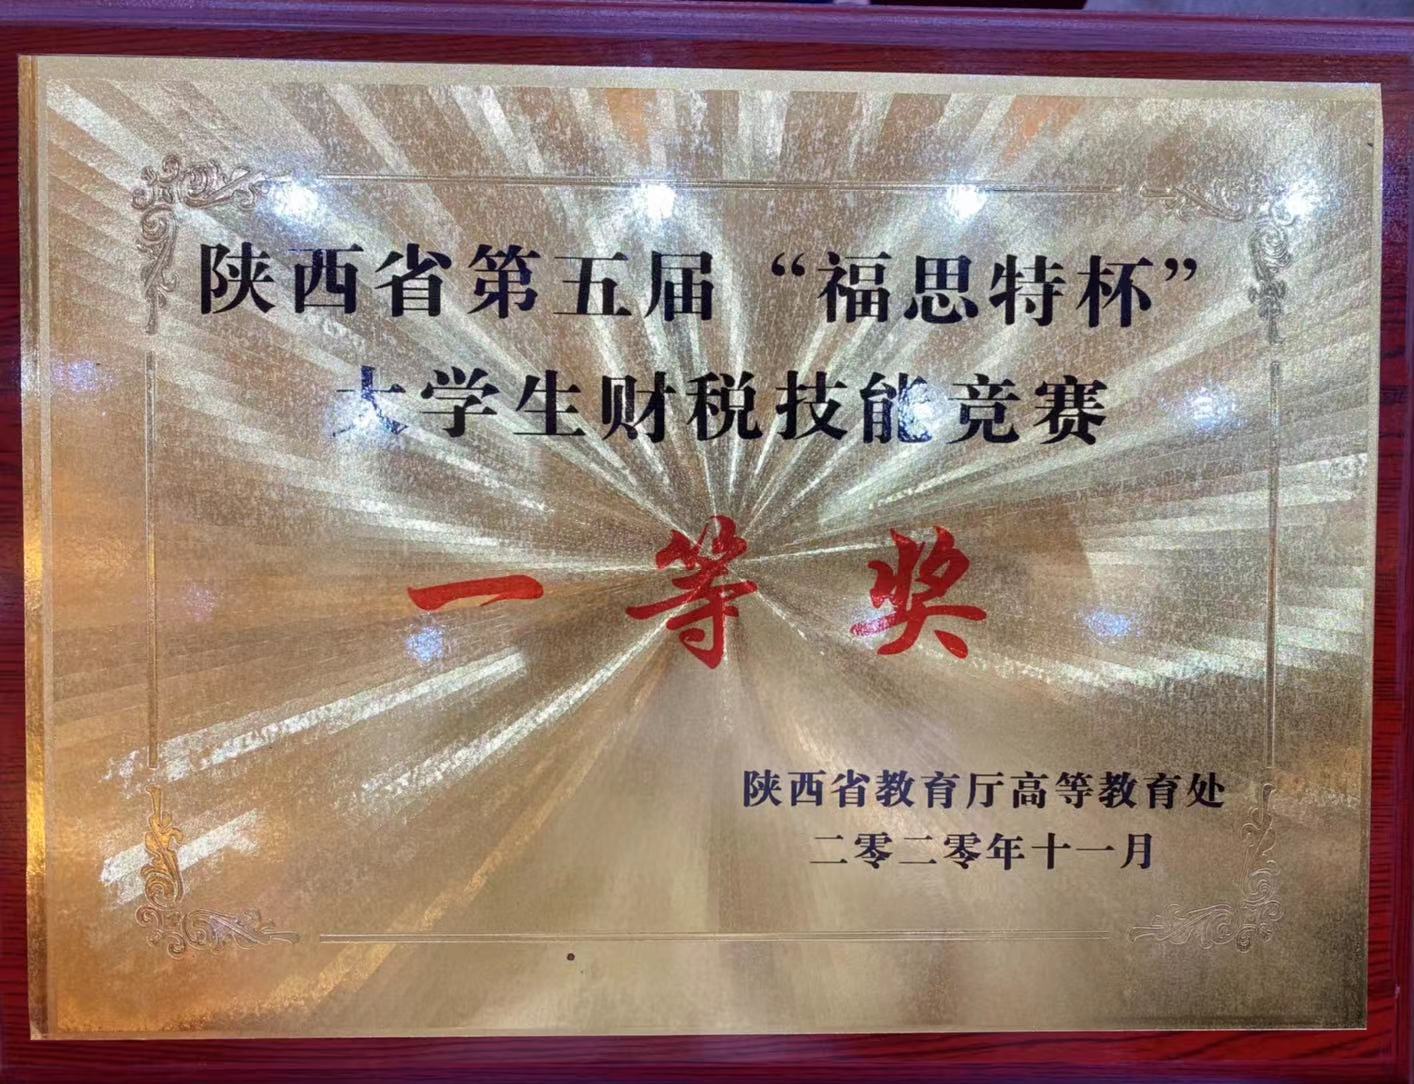 陕西省第五届“福思特杯”
大学生财税技能竞赛
一等奖
陕西省教育厅高等教育处
二零二零年十一月